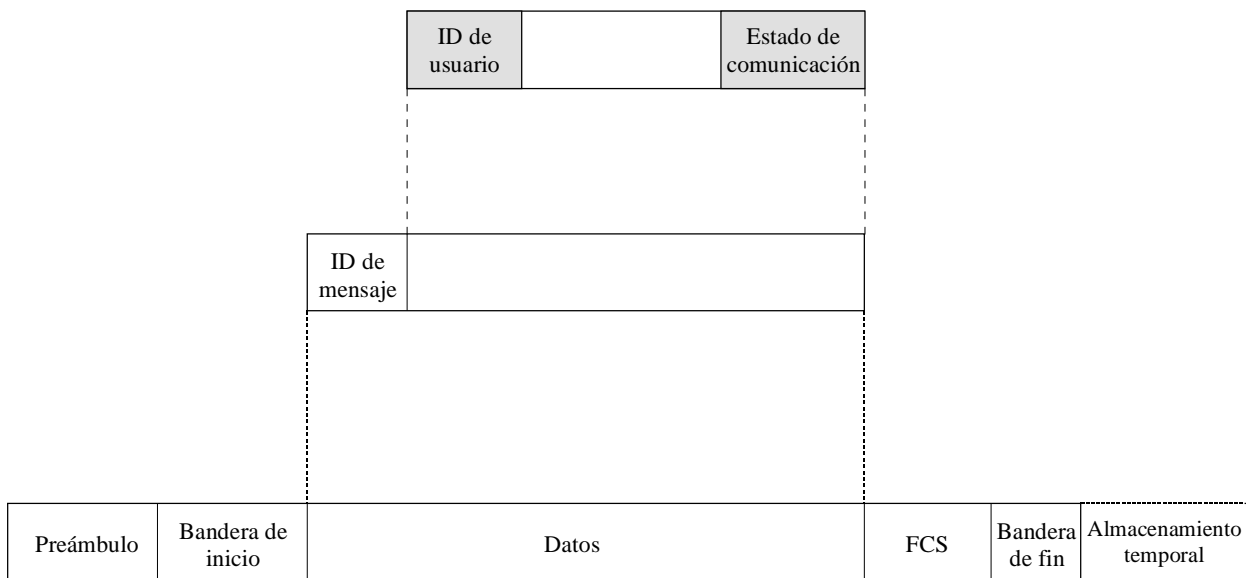 ID de
usuario
Estado de
comunicación
ID de
mensaje
Preámbulo
Bandera de
inicio
Datos
FCS
Bandera
de fin
Almacenamiento
temporal